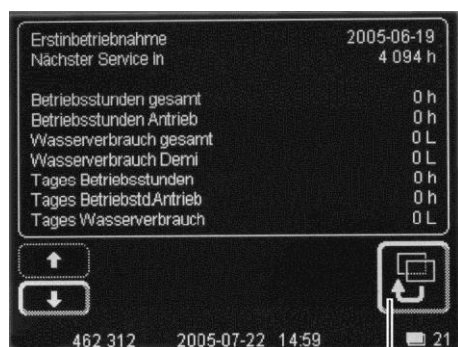 Erstinbetriebnahme 2005-06-19
Nächster Service in 4 094 h
Betriebsstunden gesamt 0 h
Betriebsstunden Antrieb 0 h
Wasserverbrauch gesamt 0 L
Wasserverbrauch Demi 0 L
Tages Betriebsstunden 0 h
Tages Betriebstd.Antrieb 0 h
Tages Wasserverbrauch 0 L
462 312 2005-07-22 14:59 21